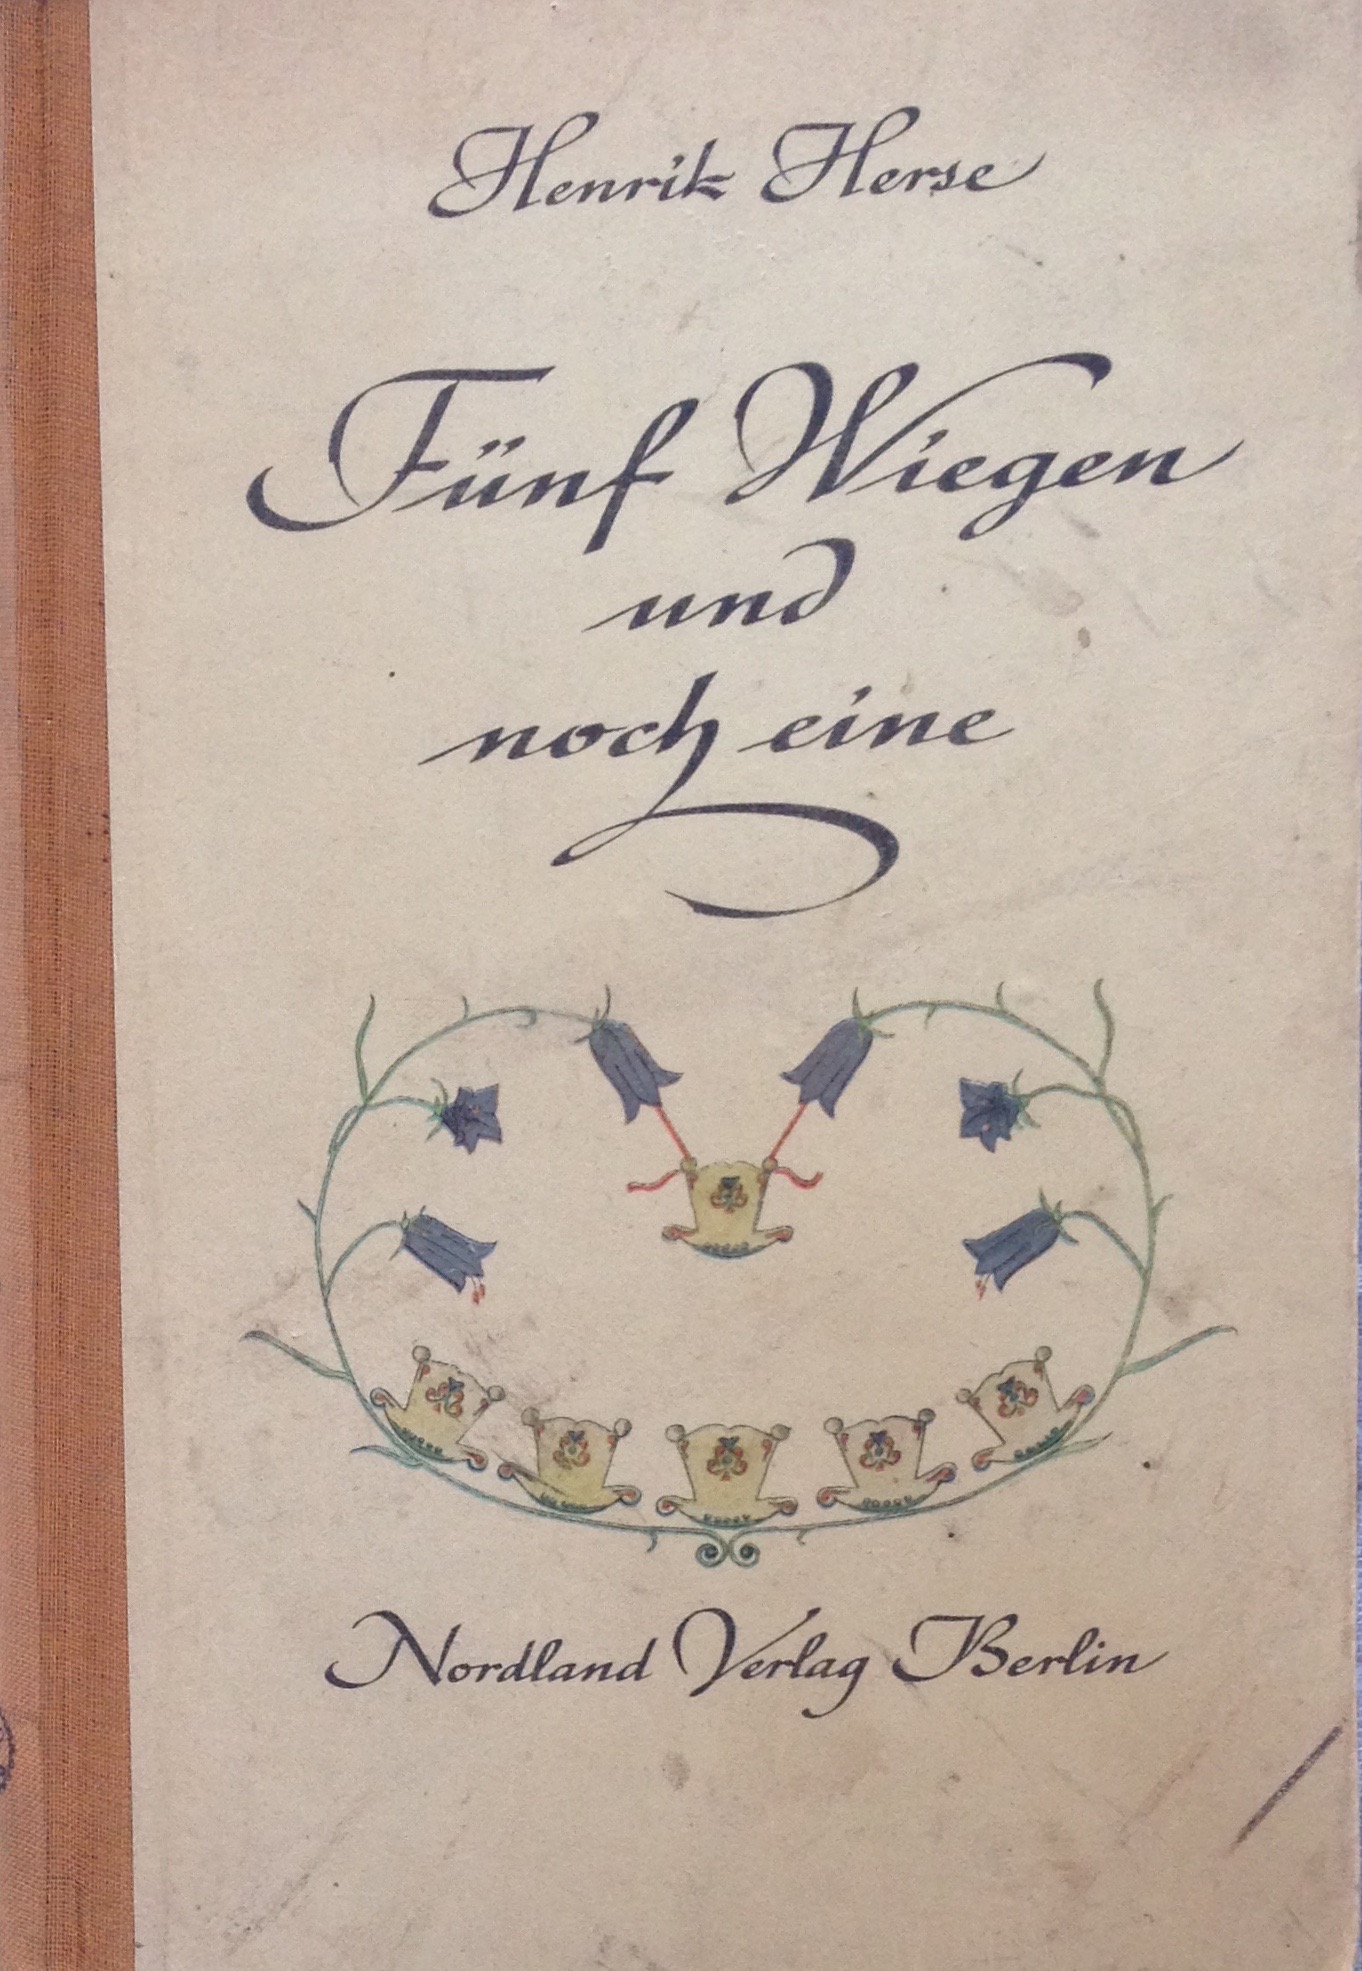 Henrik Herse
Fünf Wiegen
und
noch eine
Nordland Verlag Berlin